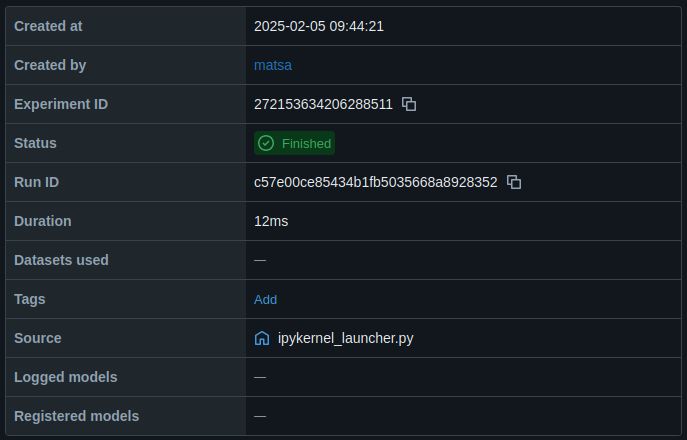 Created at 2025-02-05 09:44:21
Created by matsa
Experiment ID 272153634206288511
Status Finished
Run ID c57e00ce85434b1fb5035668a8928352
Duration 12ms
Datasets used —
Tags Add
Source ipykernel_launcher.py
Logged models —
Registered models —